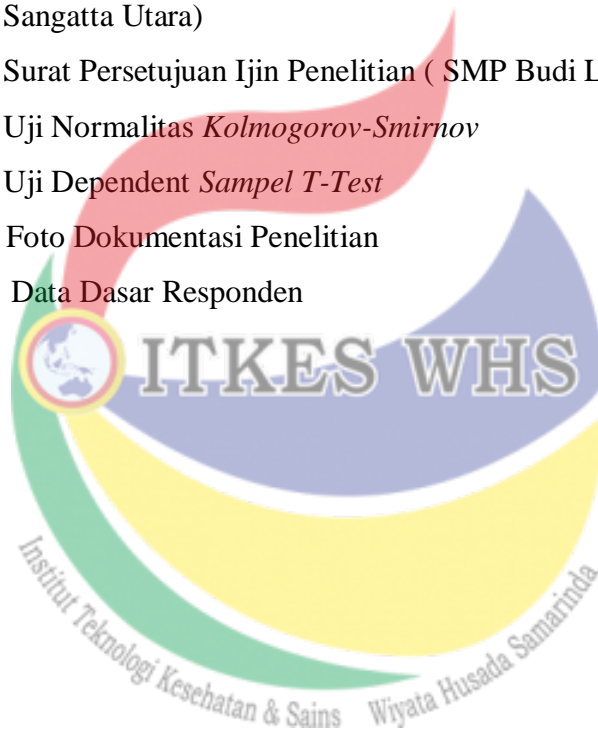 Sangatta Utara)
Surat Persetujuan Ijin Penelitian ( SMP Budi L
Uji Normalitas Kolmogorov-Smirnov
Uji Dependent Sampel T-Test
Foto Dokumentasi Penelitian
Data Dasar Responden
ITKES WHS
Institut Teknologi Kesehatan & Sains Wiyata Husada Samarinda